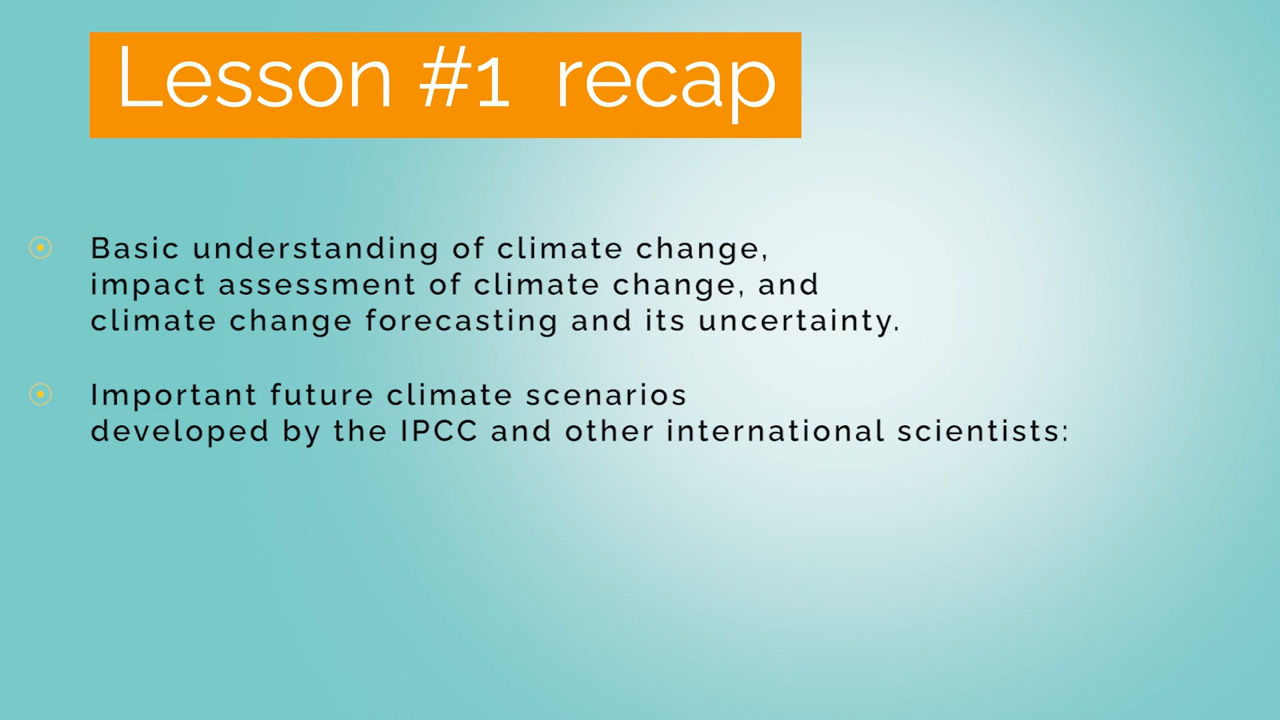 Lesson #1 recap
Basic understanding of climate change,
impact assessment of climate change, and
climate change forecasting and its uncertainty.
Important future climate scenarios
developed by the IPCC and other international scientists: